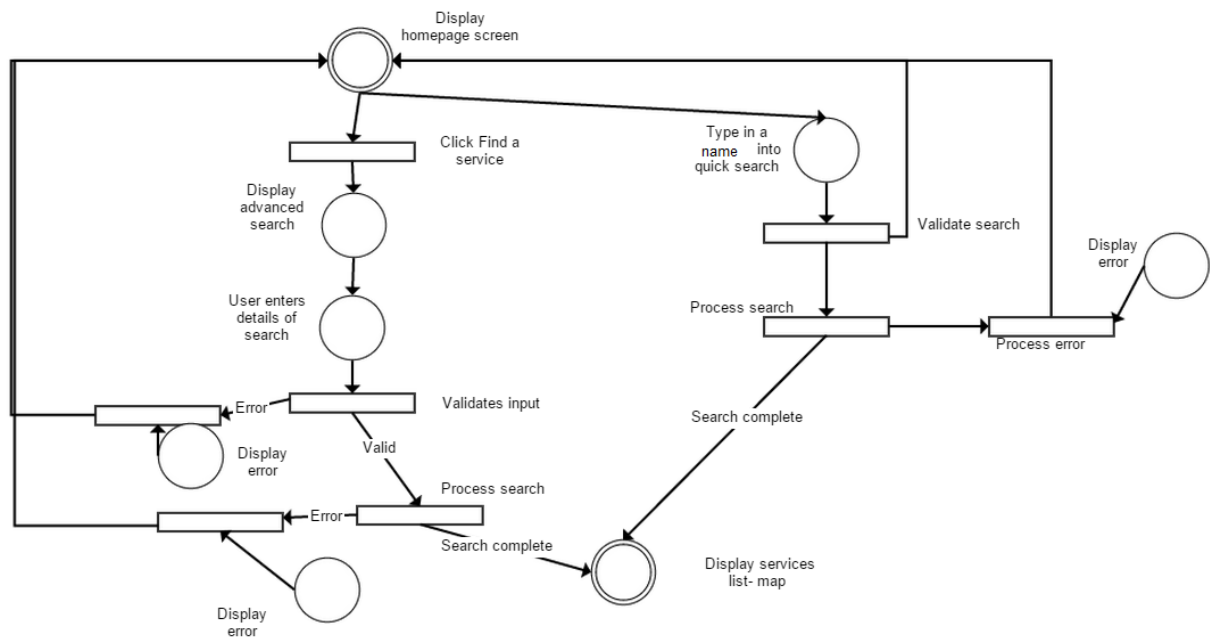 Display
homepage screen
Click Find a
service
Type in a
name into
quick search
Display
advanced
search
Validate search
Display
error
User enters
details of
search
Process search
Process error
Error
Validates input
Search complete
Valid
Display
error
Process search
Error
Search complete
Display services
list- map
Display
error